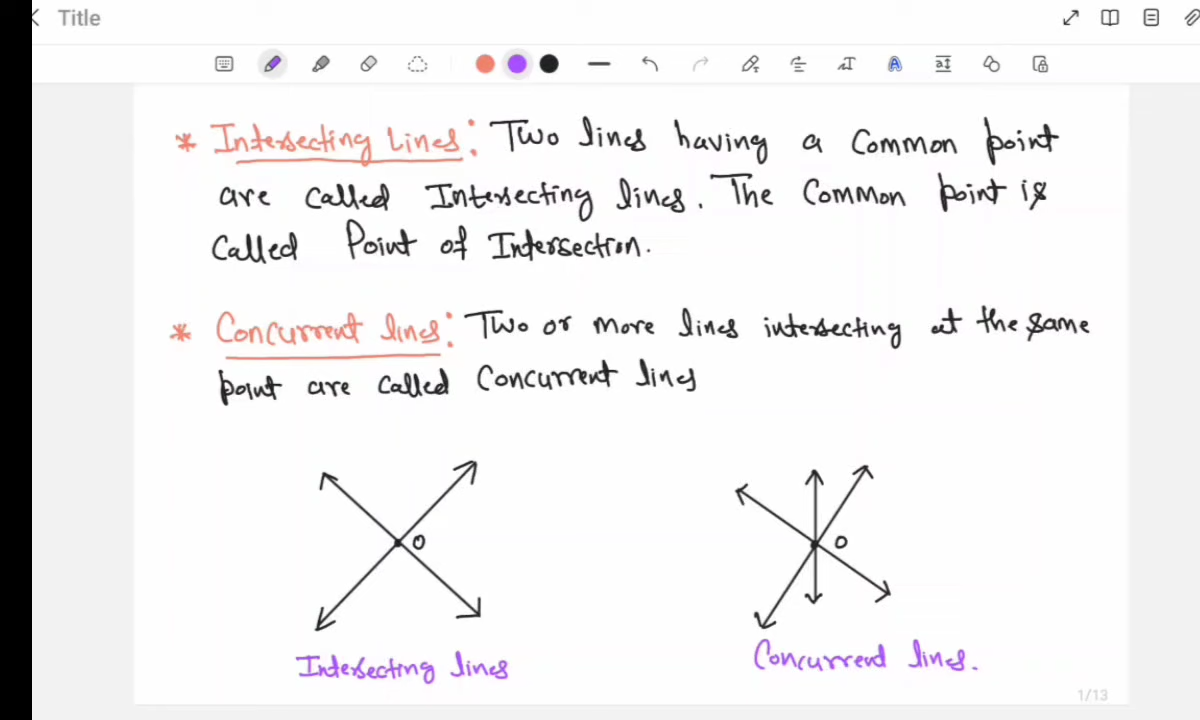 Title
* Intersecting Lines: Two lines having a Common point
are called Intersecting lines. The Common point is
Called Point of Intersection.
* Concurrent lines: Two or more lines intersecting at the same
point are called Concurrent lines
O
O
Intersecting lines
Concurrent lines.
1/13